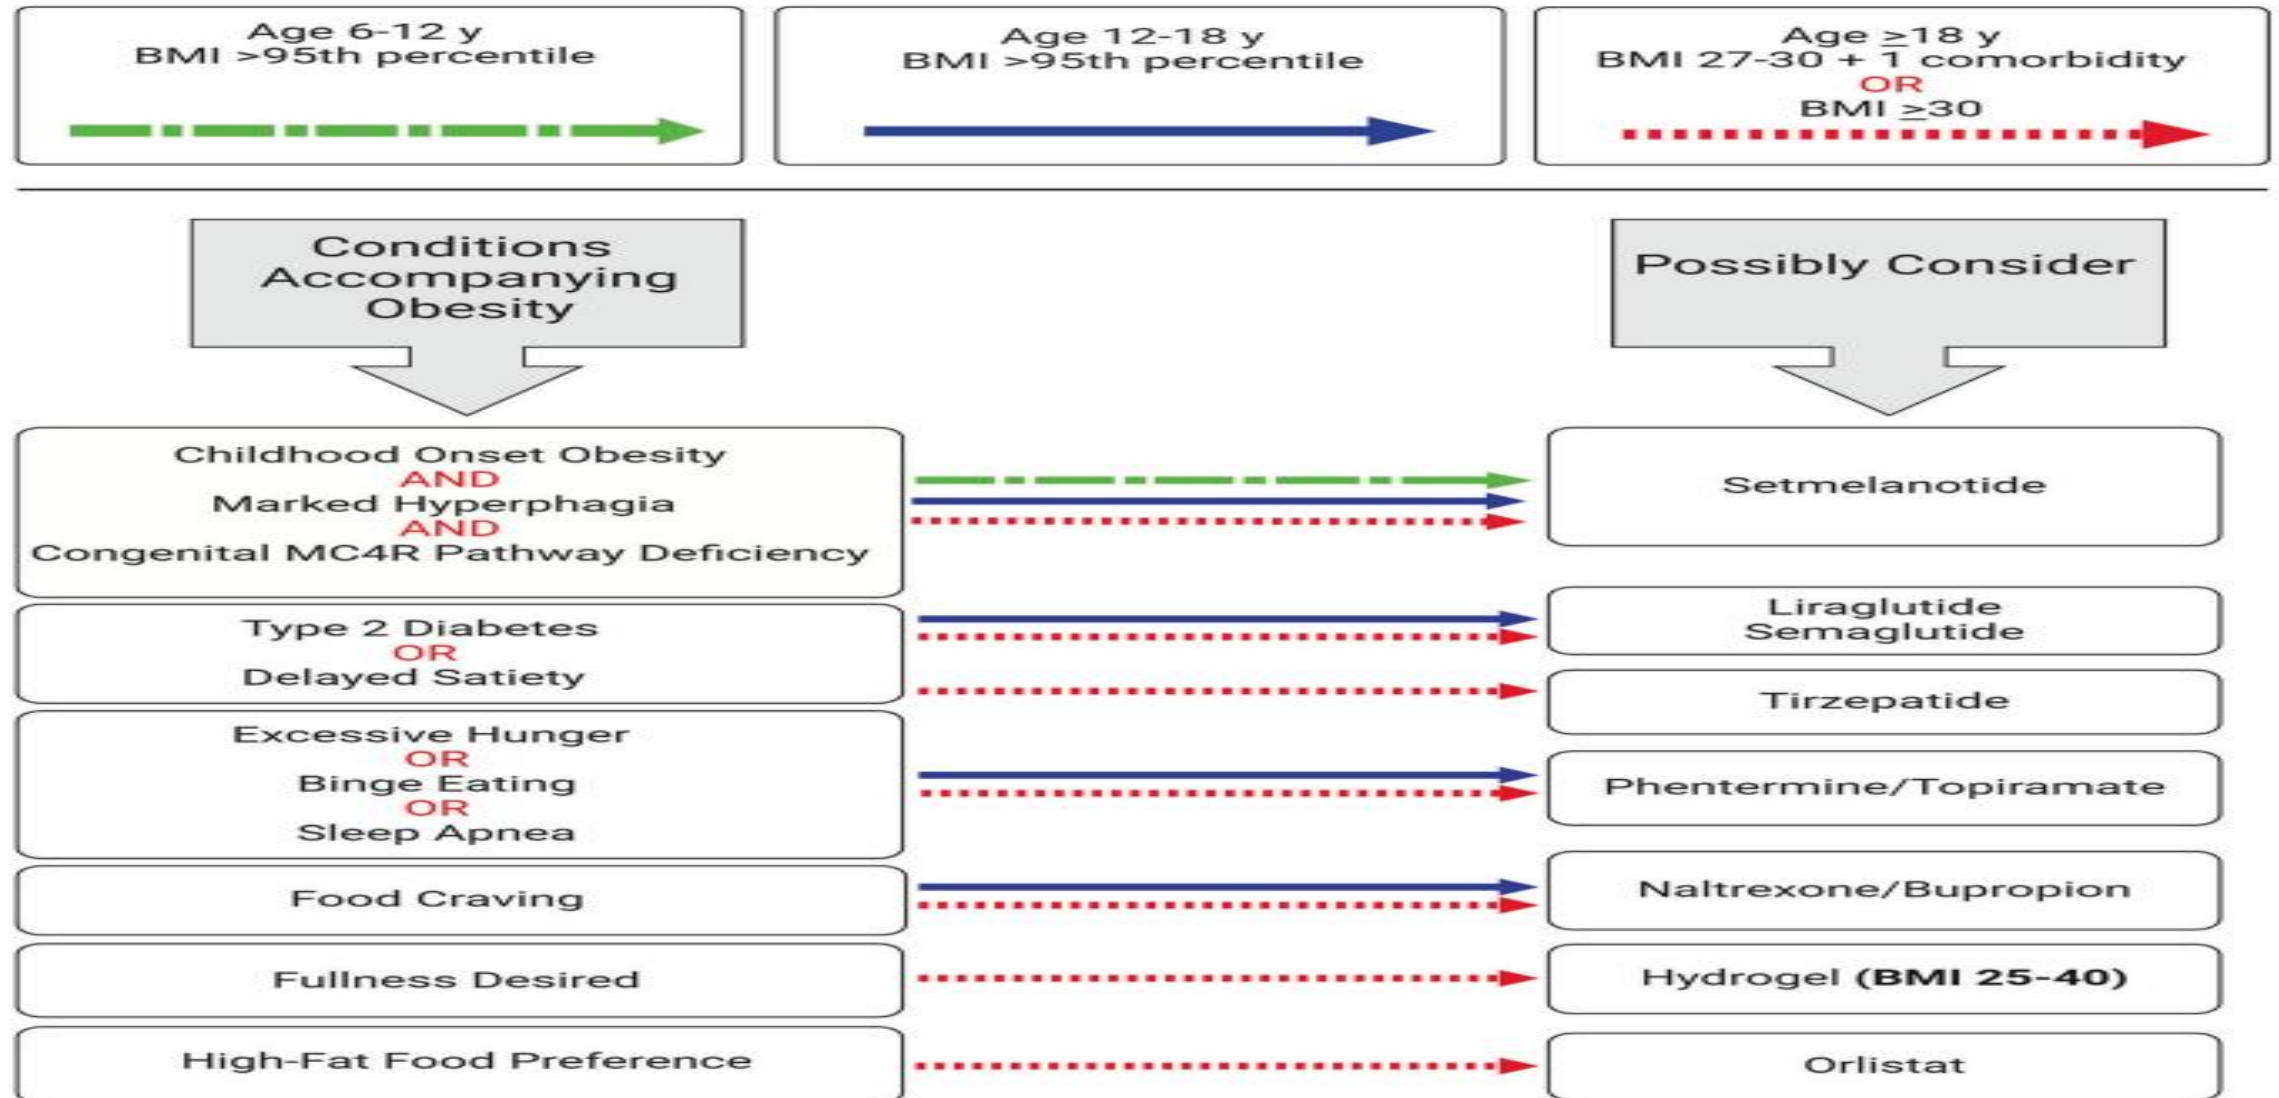 Age 6-12 y
BMI >95th percentile
Age 12-18 y
BMI >95th percentile
Age ≥18 y
BMI 27-30 + 1 comorbidity
OR
BMI ≥30
Conditions
Accompanying
Obesity
Possibly Consider
Childhood Onset Obesity
AND
Marked Hyperphagia
AND
Congenital MC4R Pathway Deficiency
Setmelanotide
Type 2 Diabetes
OR
Delayed Satiety
Liraglutide
Semaglutide
Tirzepatide
Excessive Hunger
OR
Binge Eating
OR
Sleep Apnea
Phentermine/Topiramate
Food Craving
Naltrexone/Bupropion
Fullness Desired
Hydrogel (BMI 25-40)
High-Fat Food Preference
Orlistat